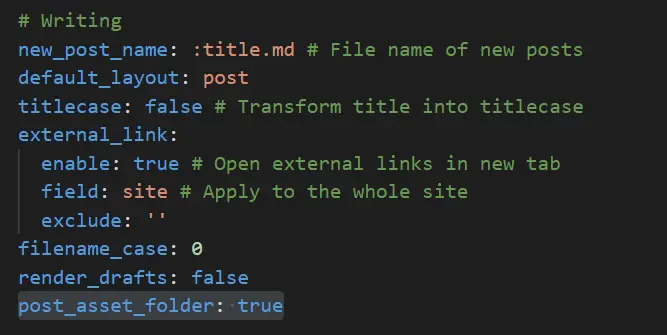 # Writing
new_post_name: :title.md # File name of new posts
default_layout: post
titlecase: false # Transform title into titlecase
external_link:
  enable: true # Open external links in new tab
  field: site # Apply to the whole site
  exclude: ''
filename_case: 0
render_drafts: false
post_asset_folder: true